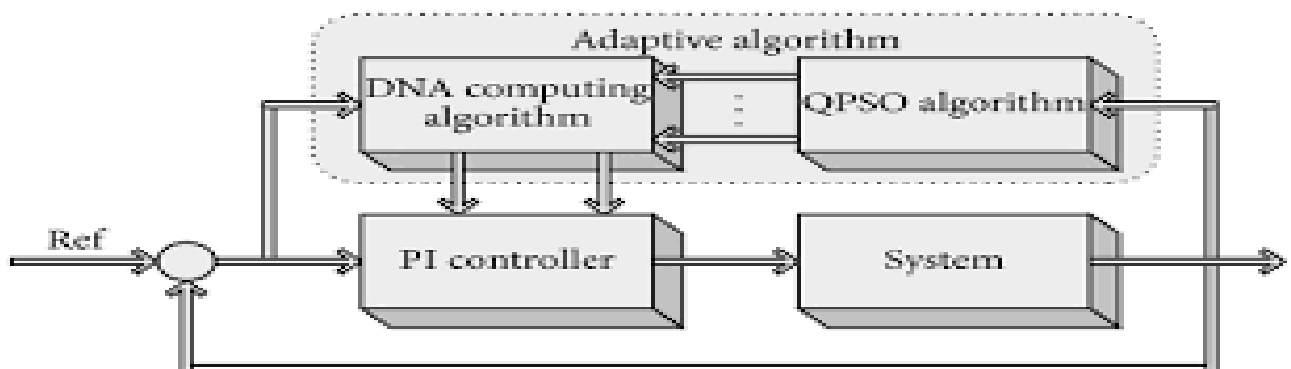 Adaptive algorithm
DNA computing
algorithm
QPSO algorithm
Ref
PI controller
System